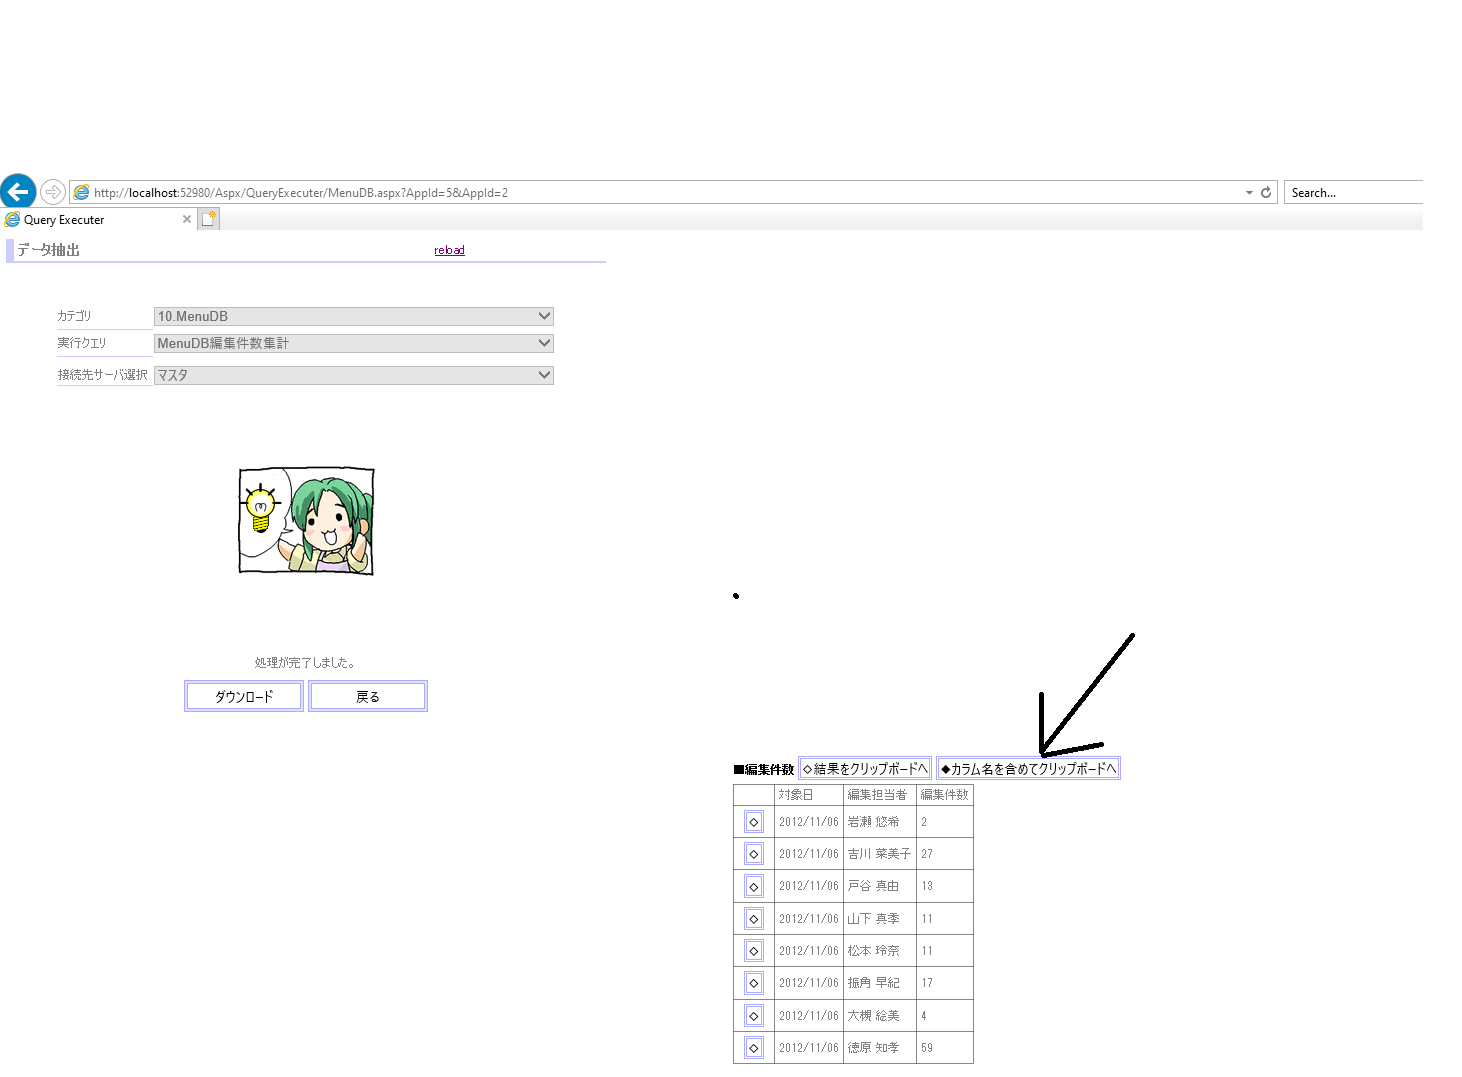 http://localhost:52980/Aspx/QueryExecuter/MenuDB.aspx?AppId=5&AppId=2
Search...
Query Executer
データ抽出 reload
カテゴリ 10.MenuDB
実行クエリ MenuDB編集件数集計
接続先サーバ選択 マスタ
処理が完了しました。
ダウンロード 戻る
■編集件数 ◇結果をクリップボードへ ◆カラム名を含めてクリップボードへ
対象日 編集担当者 編集件数
◇ 2012/11/06 岩瀬 悠希 2
◇ 2012/11/06 吉川 菜美子 27
◇ 2012/11/06 戸谷 真由 13
◇ 2012/11/06 山下 真季 11
◇ 2012/11/06 松本 玲奈 11
◇ 2012/11/06 振角 早紀 17
◇ 2012/11/06 大槻 絵美 4
◇ 2012/11/06 徳原 知孝 59